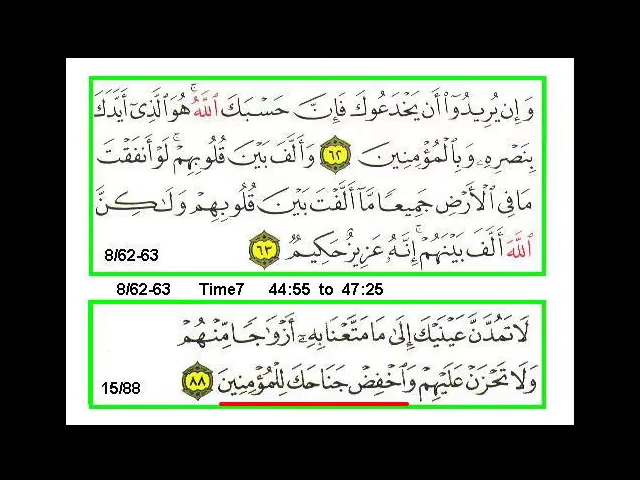 وَإِن يُرِيدُوٓا۟ أَن يَخْدَعُوكَ فَإِنَّ حَسْبَكَ ٱللَّهُ ۚ هُوَ ٱلَّذِىٓ أَيَّدَكَ
بِنَصْرِهِۦ وَبِٱلْمُؤْمِنِينَ ٦٢ وَأَلَّفَ بَيْنَ قُلُوبِهِمْ ۚ لَوْ أَنفَقْتَ
مَا فِى ٱلْأَرْضِ جَمِيعًا مَّآ أَلَّفْتَ بَيْنَ قُلُوبِهِمْ وَلَٰكِنَّ
ٱللَّهَ أَلَّفَ بَيْنَهُمْ ۚ إِنَّهُۥ عَزِيزٌ حَكِيمٌ ٦٣
8/62-63
8/62-63 Time7 44:55 to 47:25
لَا تَمُدَّنَّ عَيْنَيْكَ إِلَىٰ مَا مَتَّعْنَا بِهِۦٓ أَزْوَٰجًا مِّنْهُمْ
وَلَا تَحْزَنْ عَلَيْهِمْ وَٱخْفِضْ جَنَاحَكَ لِلْمُؤْمِنِينَ ٨٨
15/88